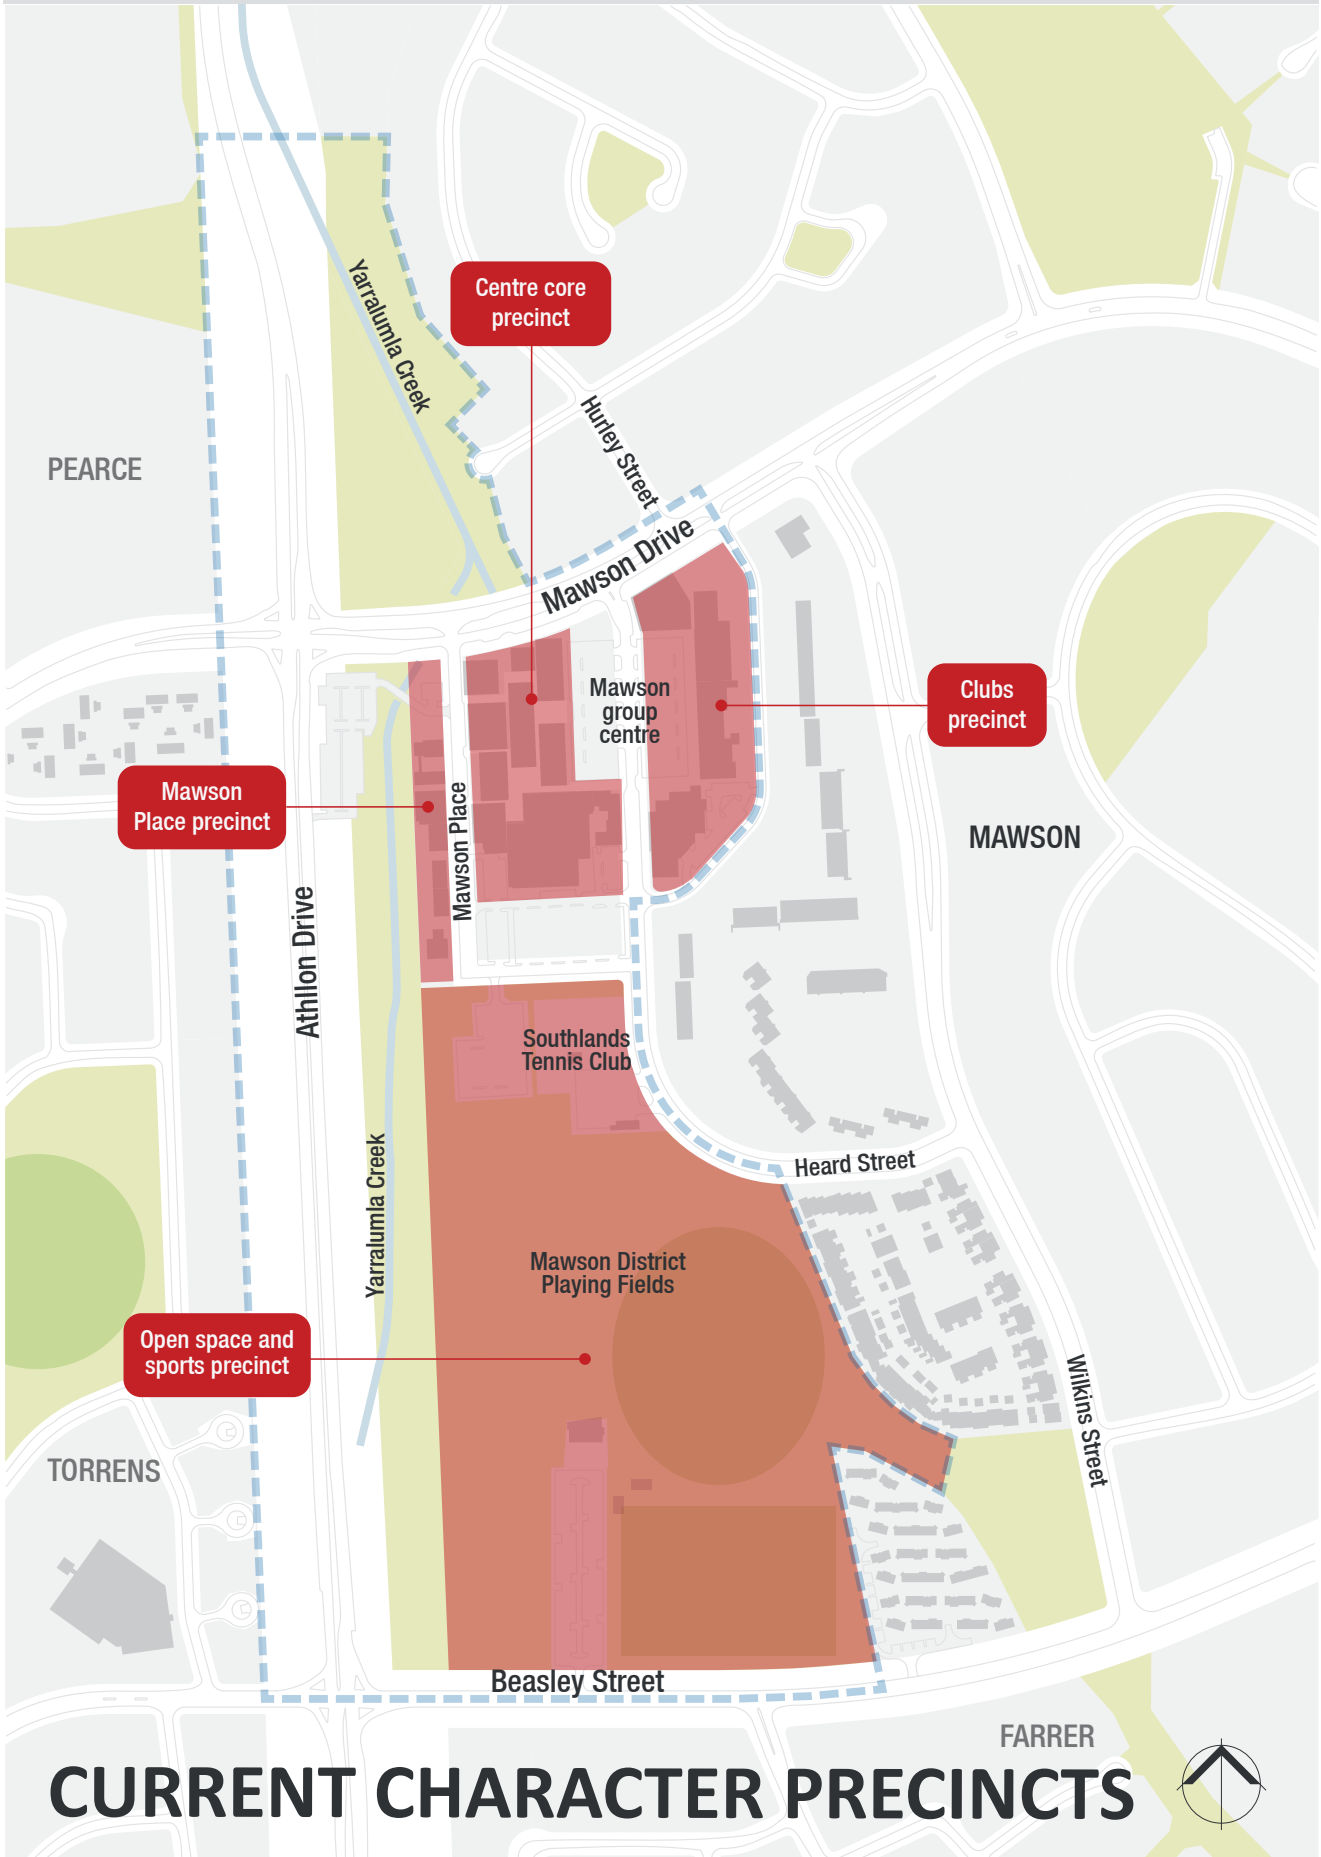 Yarralumla Creek
Centre core
precinct
Hurley Street
PEARCE
Mawson Drive
Mawson
group
centre
Clubs
precinct
Mawson
Place precinct
Mawson Place
MAWSON
Athllon Drive
Southlands
Tennis Club
Heard Street
Yarralumla Creek
Mawson District
Playing Fields
Open space and
sports precinct
Wilkins Street
TORRENS
Beasley Street
FARRER
CURRENT CHARACTER PRECINCTS